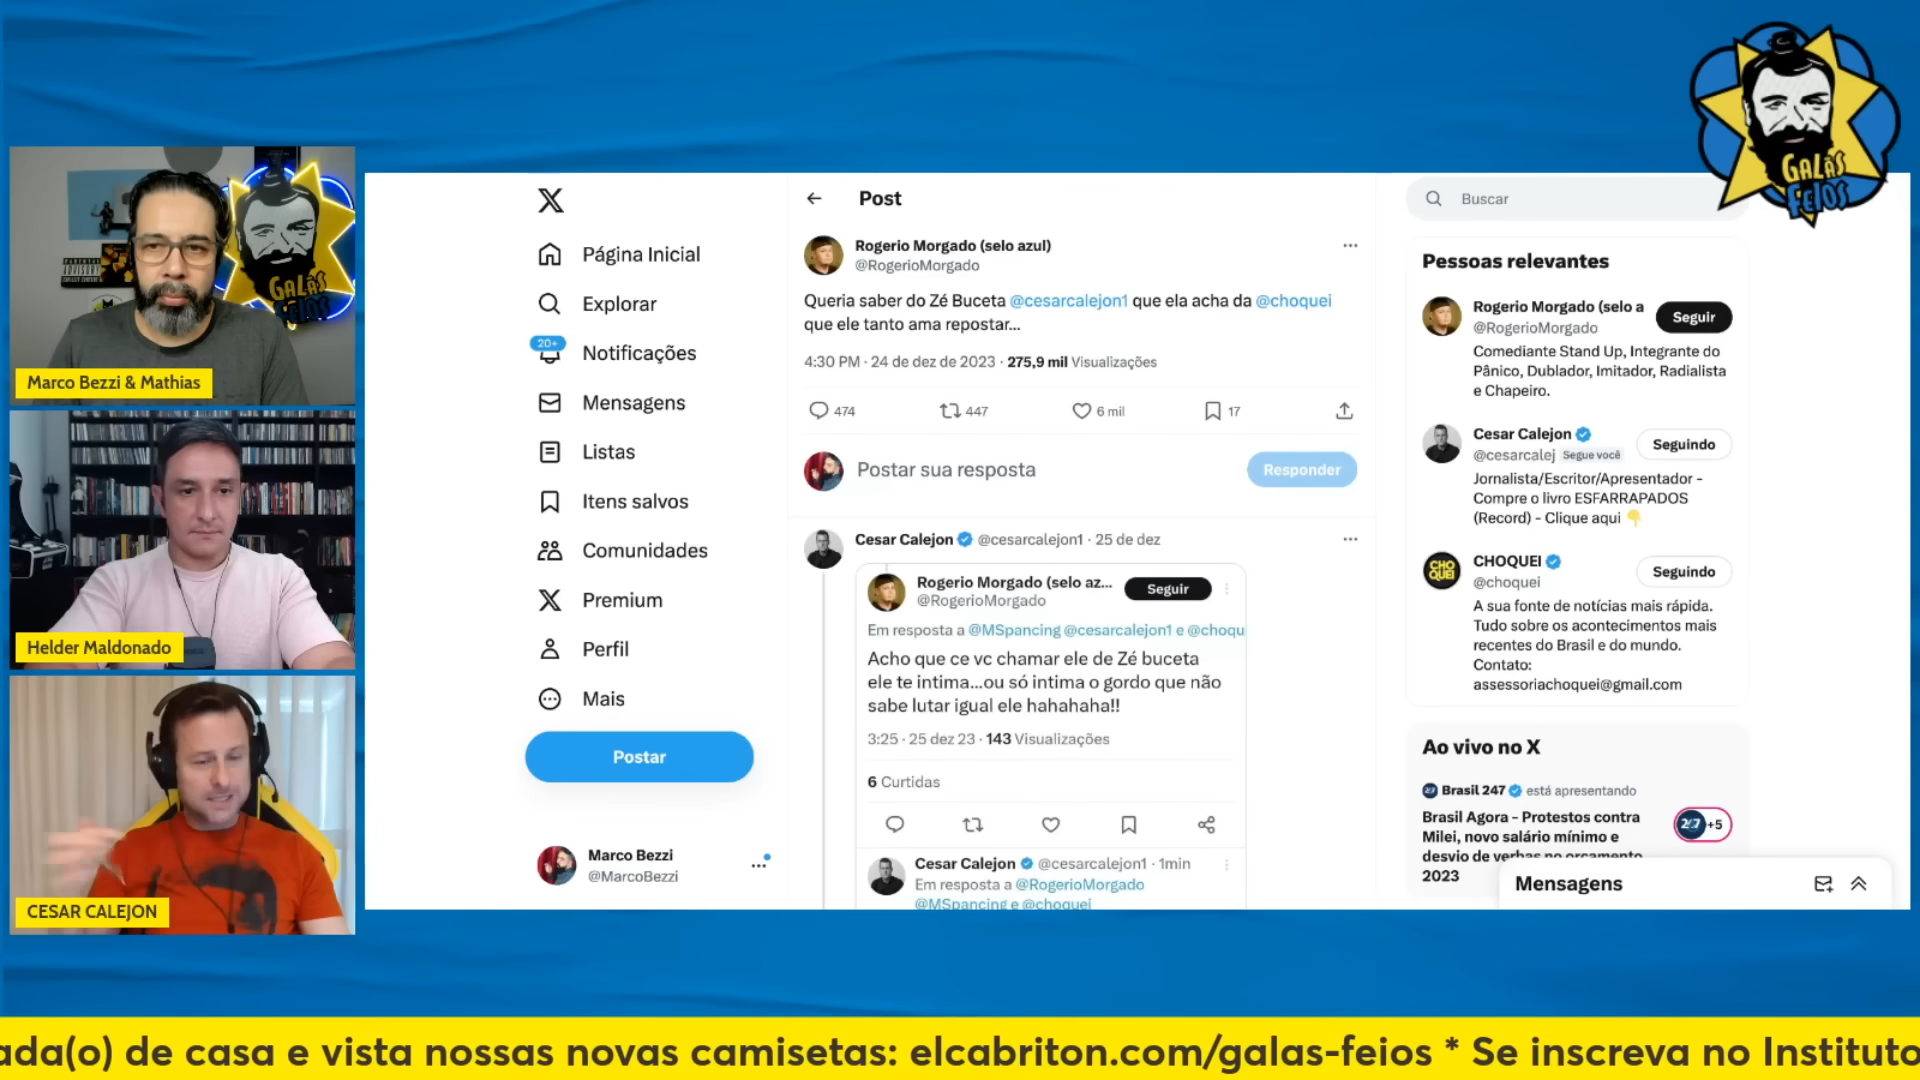 GALÃS
FEIOS
GALÃS
FEIOS
Marco Bezzi & Mathias
Helder Maldonado
CESAR CALEJON
Página Inicial
Explorar
20+
Notificações
Mensagens
Listas
Itens salvos
Comunidades
Premium
Perfil
Mais
Postar
Marco Bezzi
@MarcoBezzi
Post
Rogerio Morgado (selo azul)
@RogerioMorgado
Queria saber do Zé Buceta @cesarcalejon1 que ela acha da @choquei
que ele tanto ama repostar...
4:30 PM · 24 de dez de 2023 · 275,9 mil Visualizações
474 447 6 mil 17
Postar sua resposta
Responder
Cesar Calejon @cesarcalejon1 · 25 de dez
Rogerio Morgado (selo az...
Seguir
@RogerioMorgado
Em resposta a @MSpancing @cesarcalejon1 e @choqu
Acho que ce vc chamar ele de Zé buceta
ele te intima...ou só intima o gordo que não
sabe lutar igual ele hahahaha!!
3:25 · 25 dez 23 · 143 Visualizações
6 Curtidas
Cesar Calejon @cesarcalejon1 · 1min
Em resposta a @RogerioMorgado
@MSpancing e @choquei
Buscar
Pessoas relevantes
Rogerio Morgado (selo a
@RogerioMorgado
Seguir
Comediante Stand Up, Integrante do
Pânico, Dublador, Imitador, Radialista
e Chapeiro.
Cesar Calejon
@cesarcalej Segue você
Seguindo
Jornalista/Escritor/Apresentador -
Compre o livro ESFARRAPADOS
(Record) - Clique aqui 👇
CHO
QUEI
CHOQUEI
@choquei
Seguindo
A sua fonte de notícias mais rápida.
Tudo sobre os acontecimentos mais
recentes do Brasil e do mundo.
Contato:
assessoriachoquei@gmail.com
Ao vivo no X
Brasil 247 está apresentando
Brasil Agora - Protestos contra
Milei, novo salário mínimo e
desvio de verbas no orçamento
2023
247 +5
Mensagens
ada(o) de casa e vista nossas novas camisetas: elcabriton.com/galas-feios * Se inscreva no Instituto